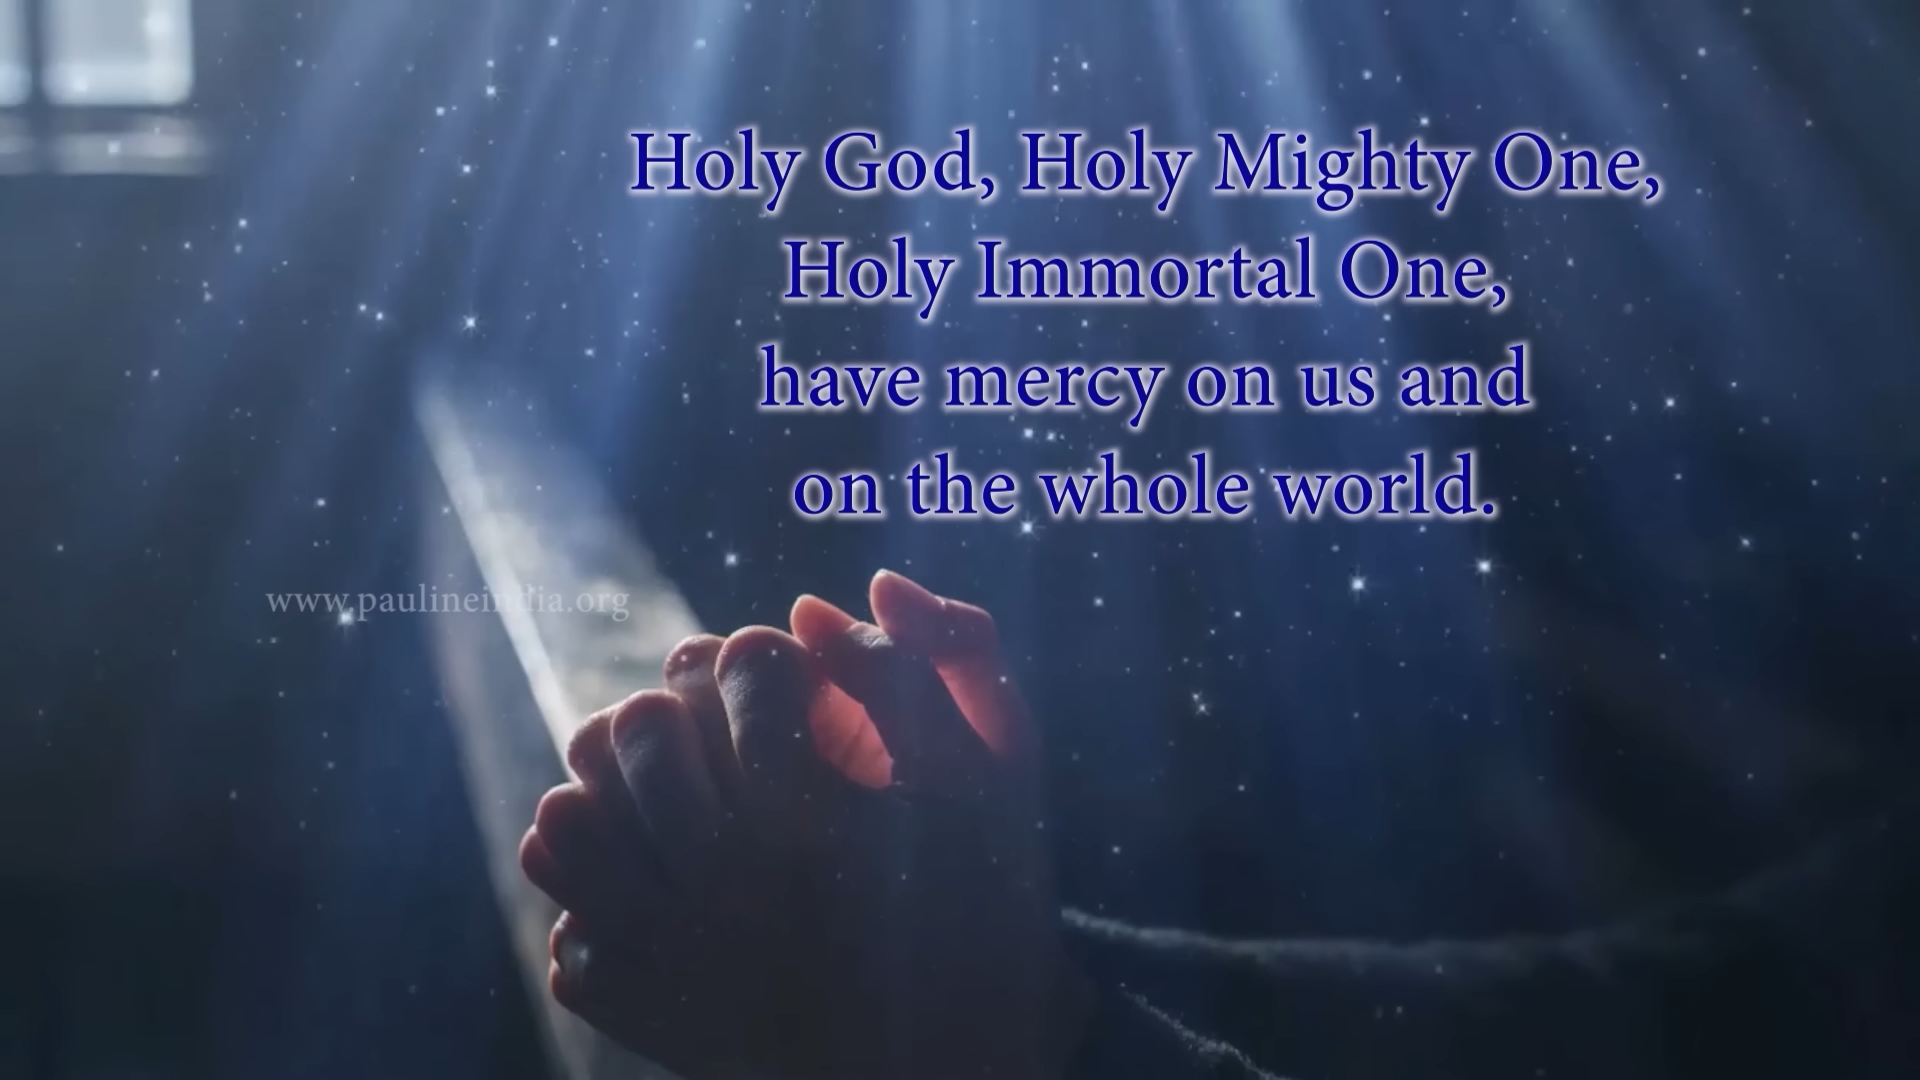 Holy God, Holy Mighty One,
Holy Immortal One,
have mercy on us and
on the whole world.
www.paulineindia.org